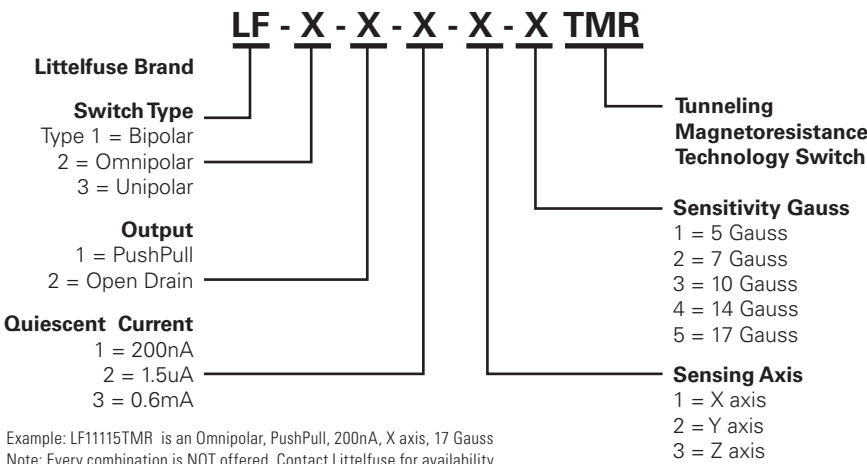 LF - X - X - X - X - X TMR
Littelfuse Brand
Switch Type
Type 1 = Bipolar
2 = Omnipolar
3 = Unipolar
Output
1 = PushPull
2 = Open Drain
Quiescent Current
1 = 200nA
2 = 1.5uA
3 = 0.6mA
Tunneling
Magnetoresistance
Technology Switch
Sensitivity Gauss
1 = 5 Gauss
2 = 7 Gauss
3 = 10 Gauss
4 = 14 Gauss
5 = 17 Gauss
Sensing Axis
1 = X axis
2 = Y axis
3 = Z axis
Example: LF11115TMR is an Omnipolar, PushPull, 200nA, X axis, 17 Gauss
Note: Every combination is NOT offered. Contact Littelfuse for availability